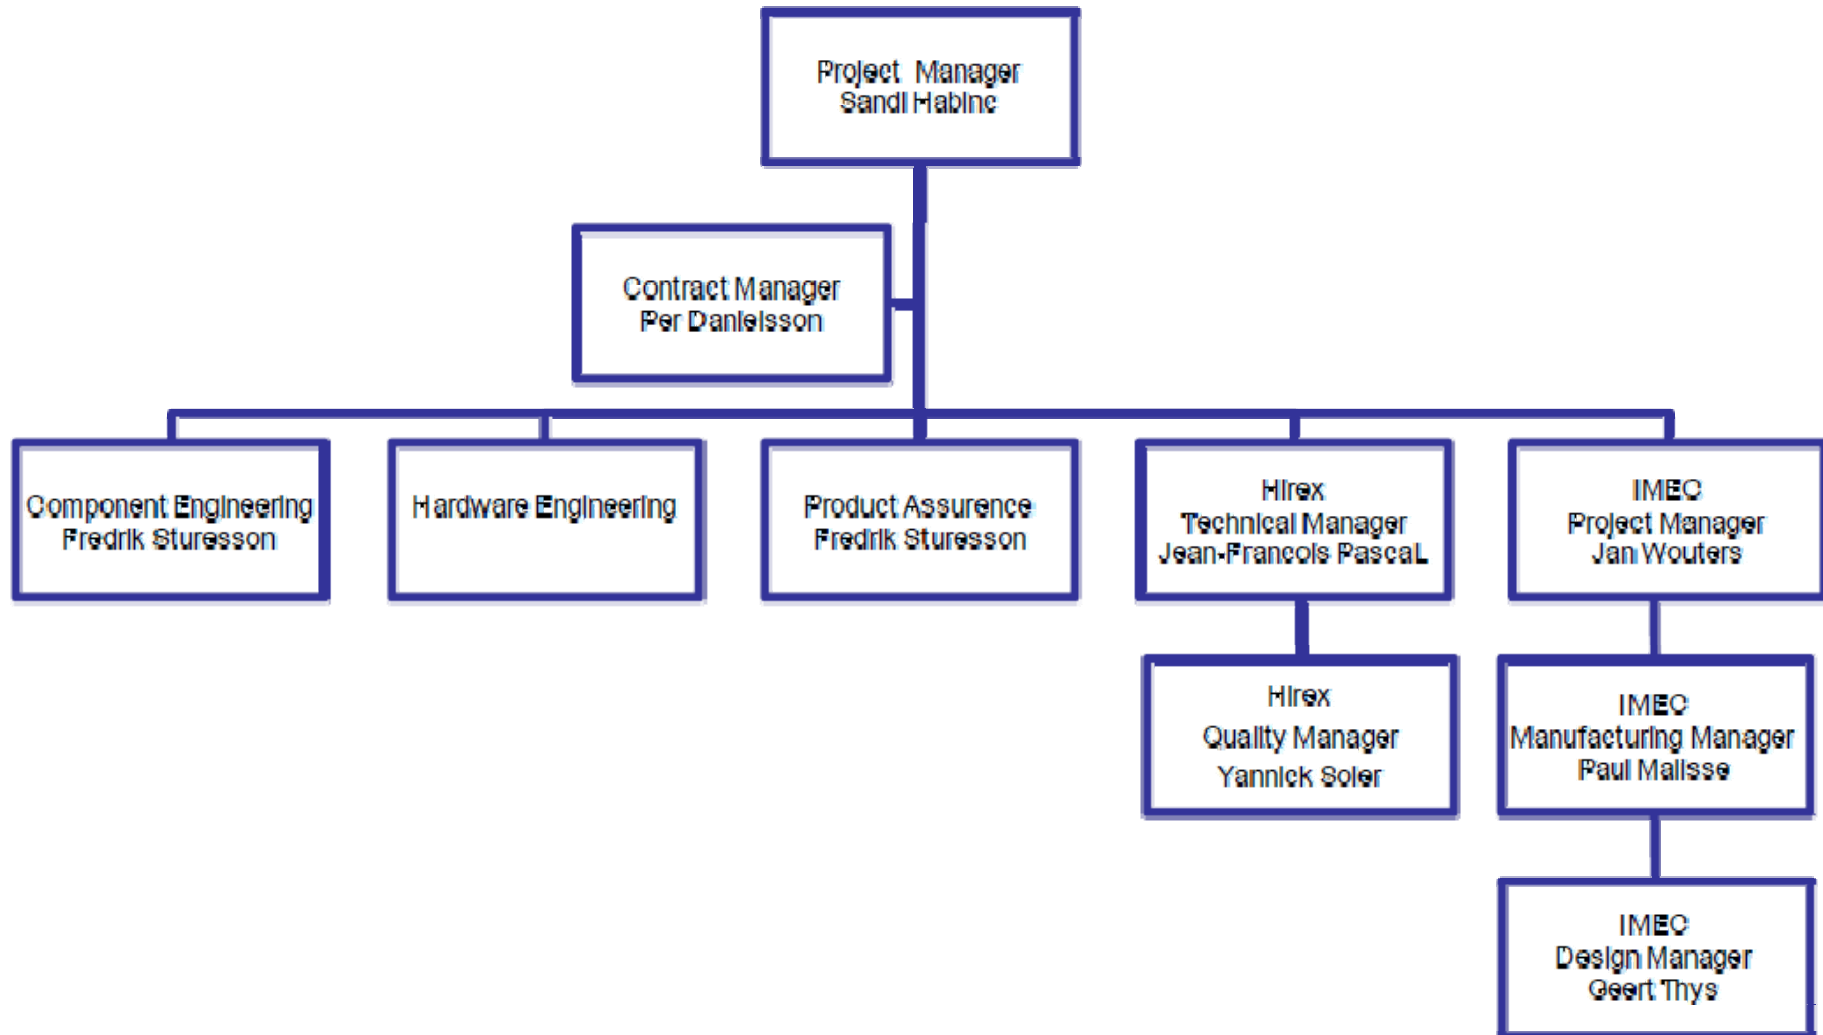 Project Manager
Sandi Habinc
Contract Manager
Per Danielsson
Component Engineering
Fredrik Sturesson
Hardware Engineering
Product Assurence
Fredrik Sturesson
Hirex
Technical Manager
Jean-Francois PascaL
IMEC
Project Manager
Jan Wouters
Hirex
Quality Manager
Yannick Soler
IMEC
Manufacturing Manager
Paul Malisse
IMEC
Design Manager
Geert Thys